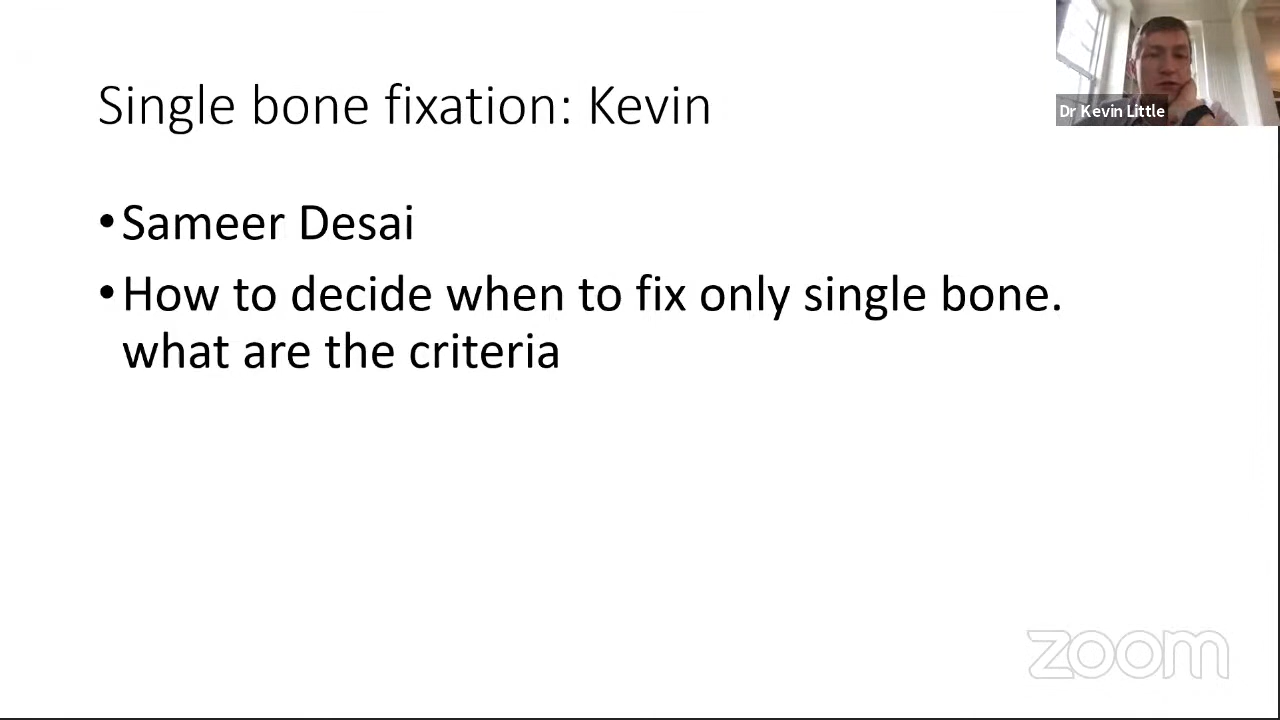 Single bone fixation: Kevin
Dr Kevin Little
•Sameer Desai
•How to decide when to fix only single bone.
what are the criteria
zoom